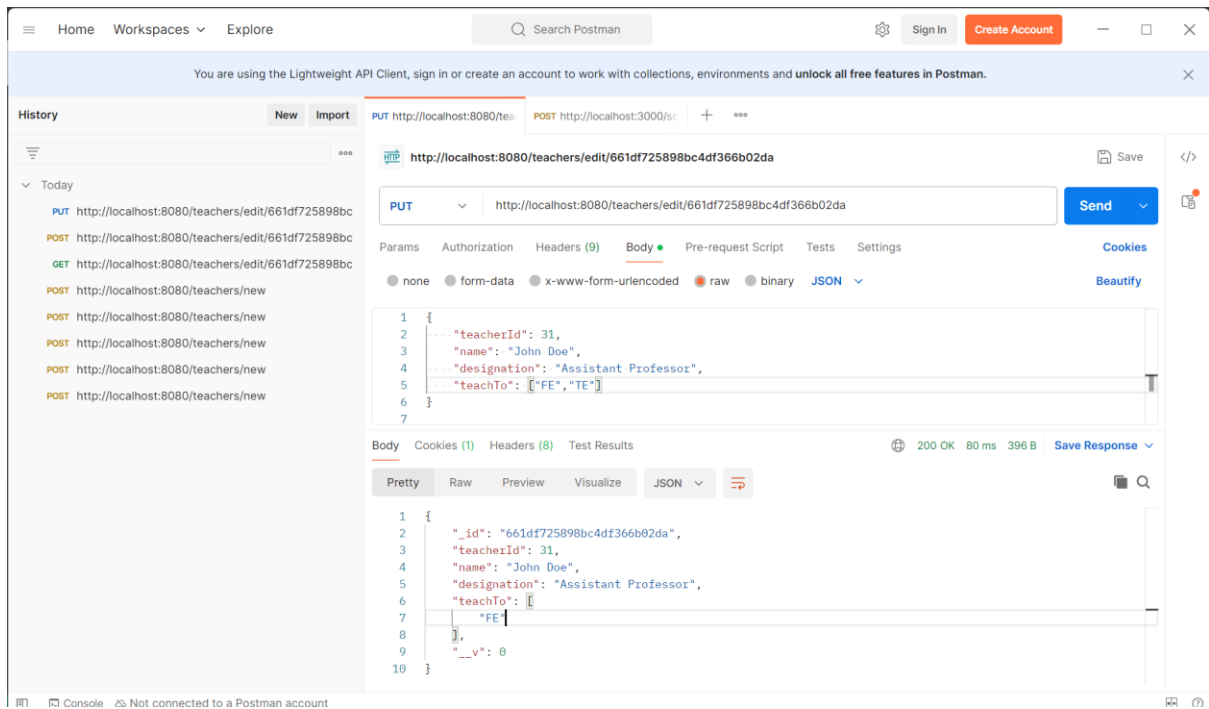 Home Workspaces Explore Search Postman Sign In Create Account
You are using the Lightweight API Client, sign in or create an account to work with collections, environments and unlock all free features in Postman.
History New Import
PUT http://localhost:8080/tea POST http://localhost:3000/sc
HTTP http://localhost:8080/teachers/edit/661df725898bc4df366b02da Save
Today
PUT http://localhost:8080/teachers/edit/661df725898bc
POST http://localhost:8080/teachers/edit/661df725898bc
GET http://localhost:8080/teachers/edit/661df725898bc
POST http://localhost:8080/teachers/new
POST http://localhost:8080/teachers/new
POST http://localhost:8080/teachers/new
POST http://localhost:8080/teachers/new
POST http://localhost:8080/teachers/new
PUT http://localhost:8080/teachers/edit/661df725898bc4df366b02da Send
Params Authorization Headers (9) Body Pre-request Script Tests Settings Cookies
none form-data x-www-form-urlencoded raw binary JSON Beautify
1 {
2 "teacherId": 31,
3 "name": "John Doe",
4 "designation": "Assistant Professor",
5 "teachTo": ["FE","TE"]
6 }
7
Body Cookies (1) Headers (8) Test Results 200 OK 80 ms 396 B Save Response
Pretty Raw Preview Visualize JSON
1 {
2 "_id": "661df725898bc4df366b02da",
3 "teacherId": 31,
4 "name": "John Doe",
5 "designation": "Assistant Professor",
6 "teachTo": [
7 "FE"
8 ],
9 "__v": 0
10 }
Console Not connected to a Postman account